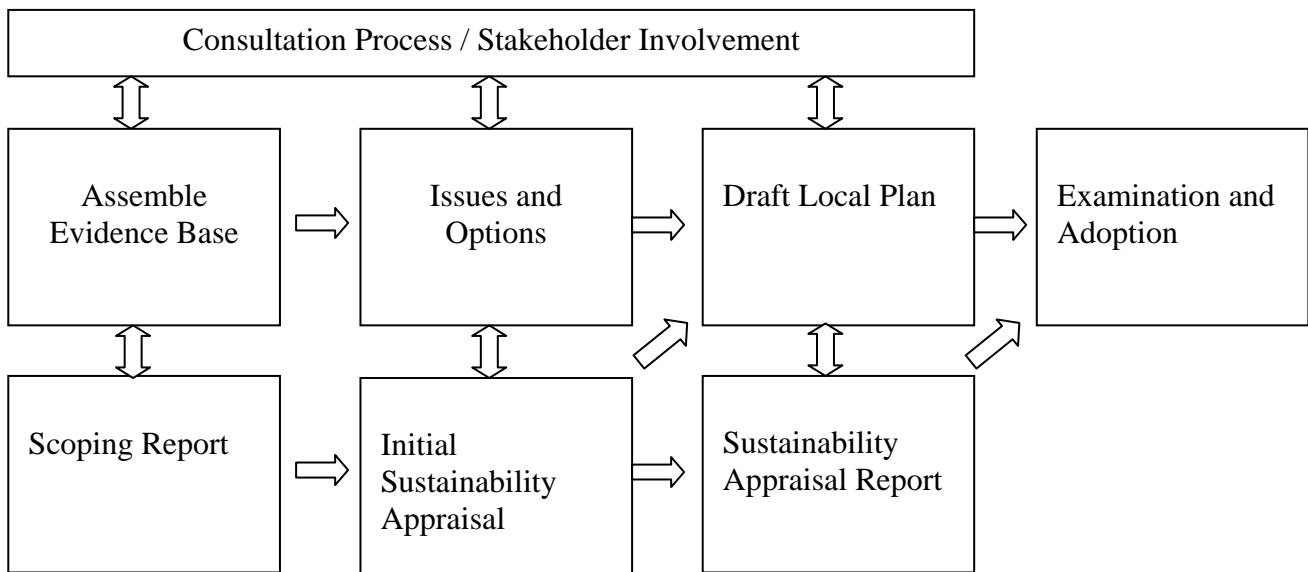 Consultation Process / Stakeholder Involvement
Assemble
Evidence Base
Issues and
Options
Draft Local Plan
Examination and
Adoption
Scoping Report
Initial
Sustainability
Appraisal
Sustainability
Appraisal Report